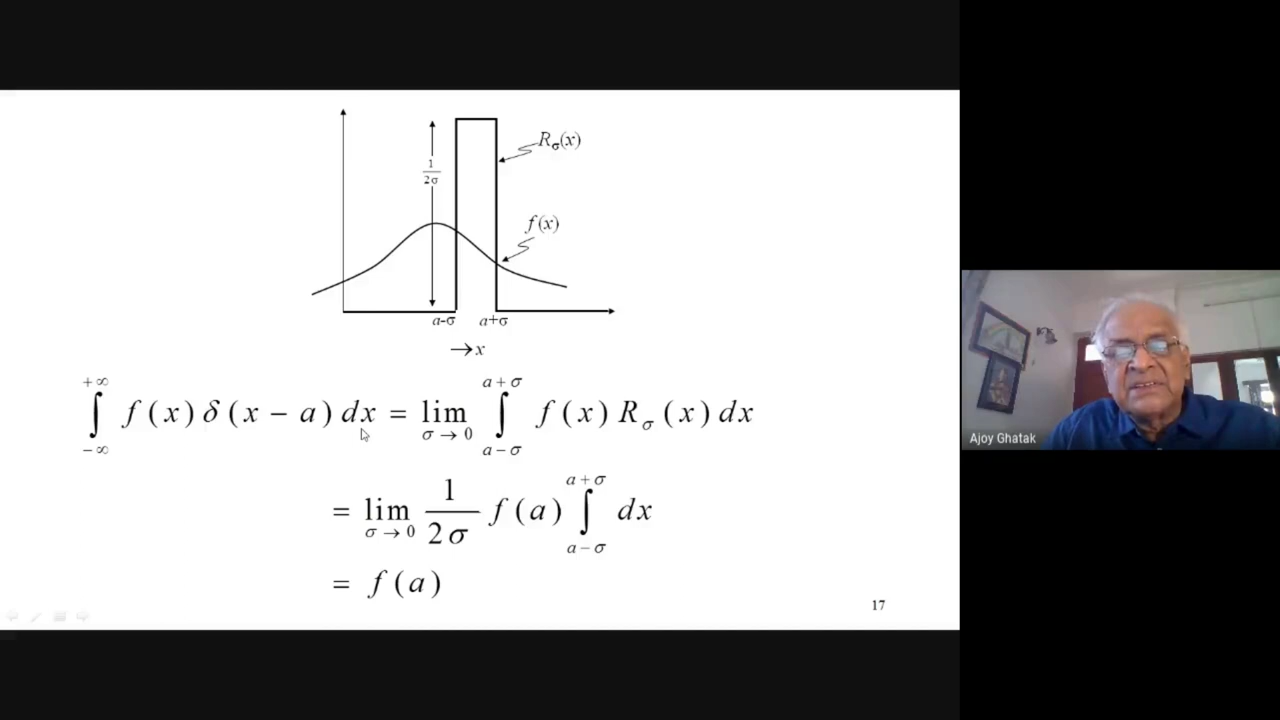 R_σ(x)
1/2σ
f(x)
a-σ a+σ
→x
∫_{-∞}^{+∞} f(x) δ(x − a) dx = lim_{σ→0} ∫_{a−σ}^{a+σ} f(x) R_σ(x) dx
= lim_{σ→0} 1/2σ f(a) ∫_{a−σ}^{a+σ} dx
= f(a)
17
Ajoy Ghatak